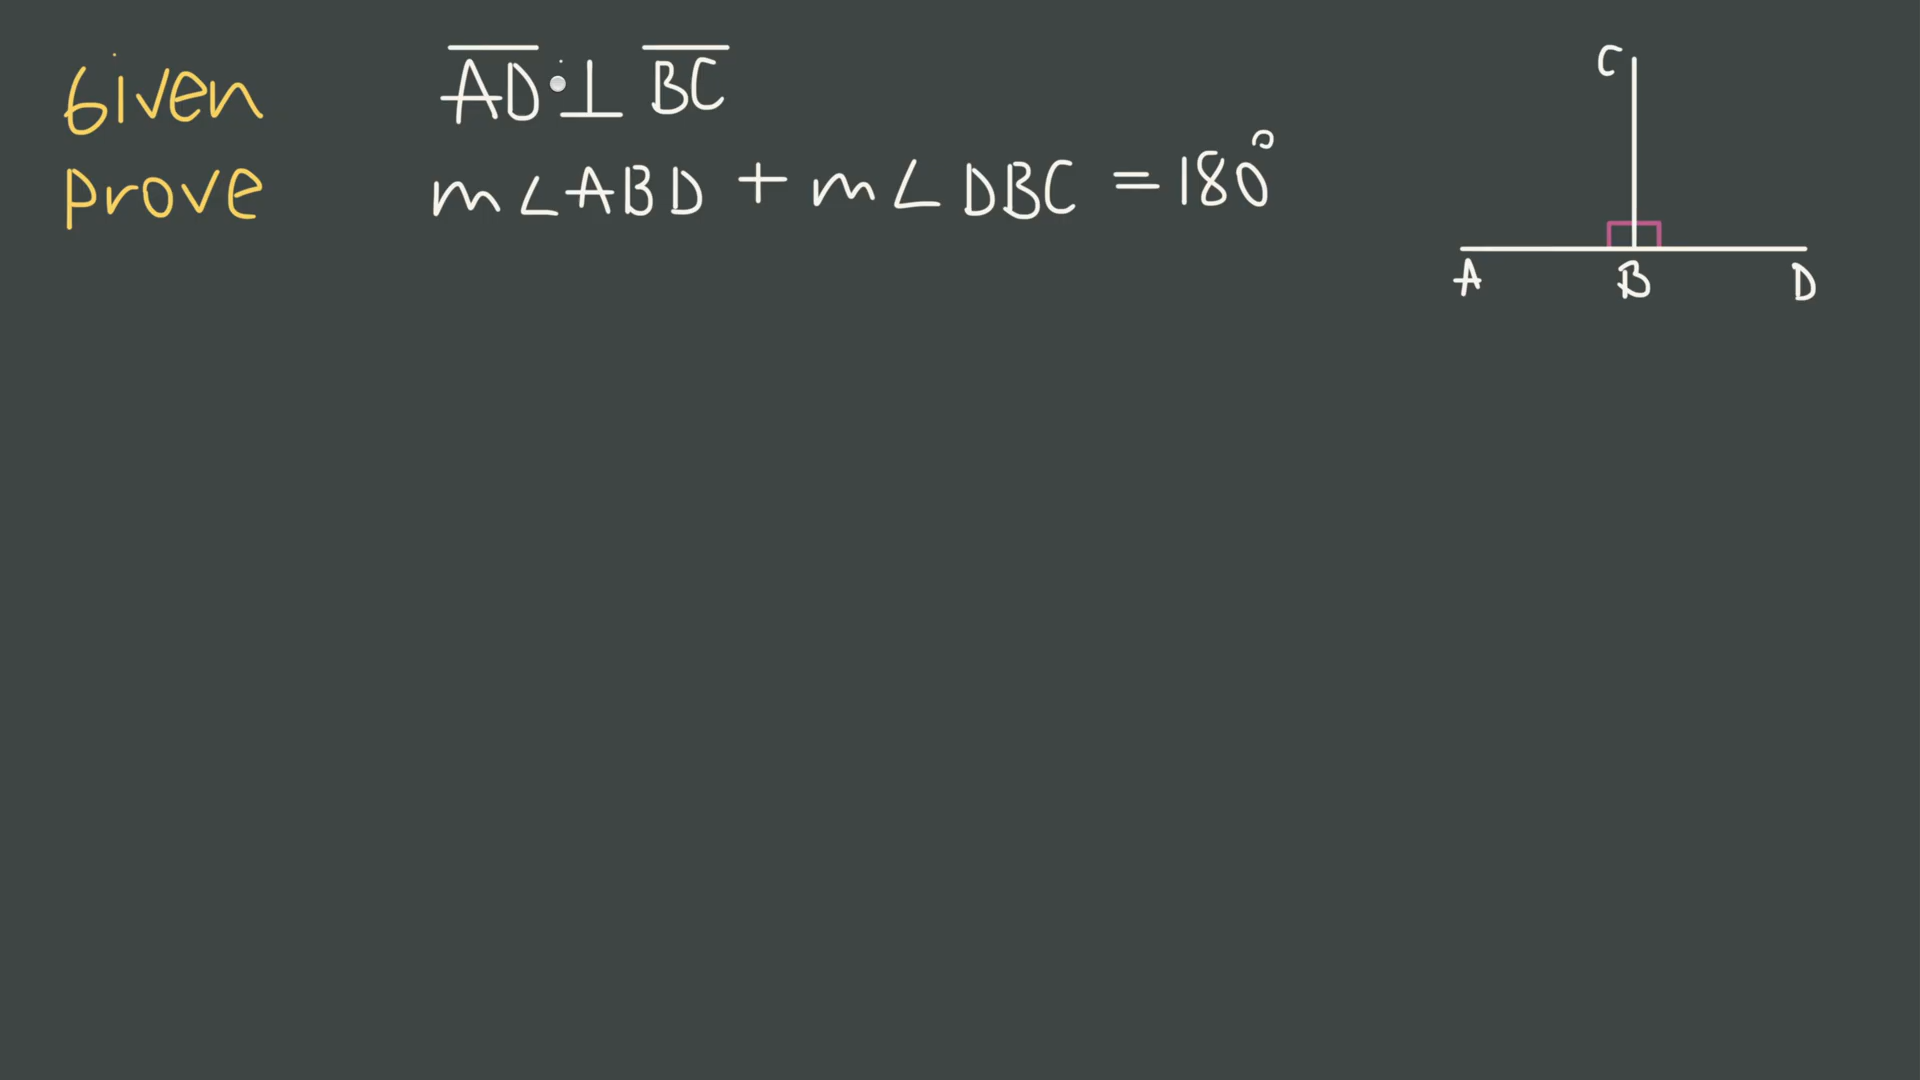 Given AD ⊥ BC
Prove m∠ABD + m∠DBC = 180°
C
A B D